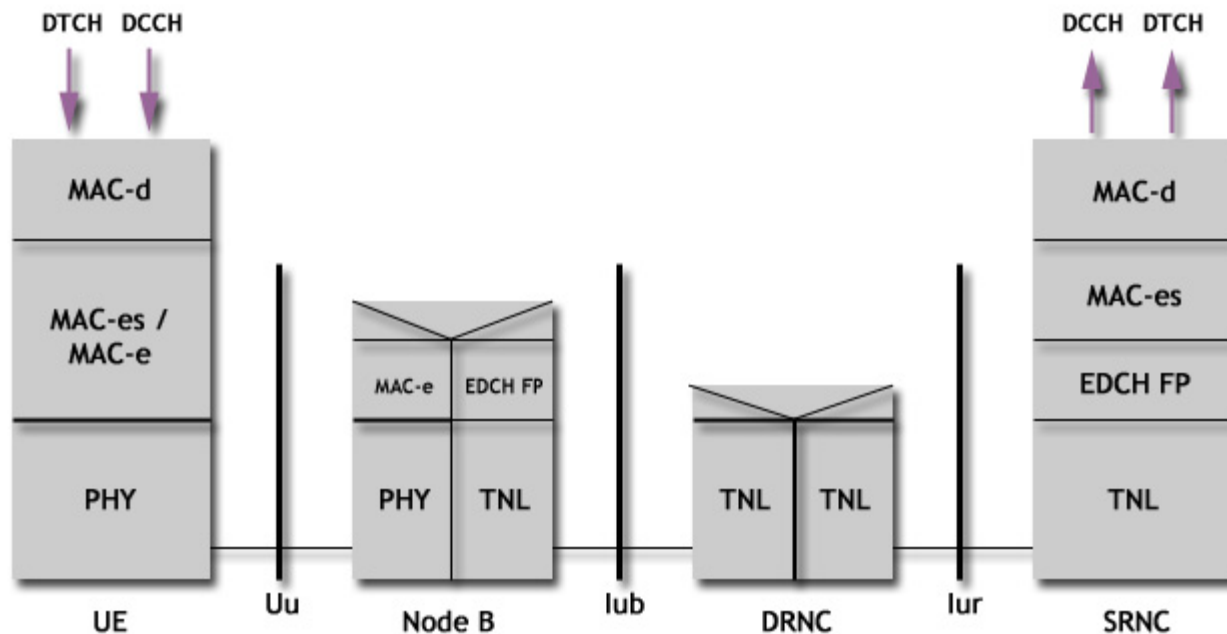 DTCH DCCH
DCCH DTCH
MAC-d
MAC-d
MAC-es /
MAC-e
MAC-es
MAC-e
EDCH FP
EDCH FP
PHY
PHY
TNL
TNL
TNL
TNL
Uu
Iub
Iur
UE
Node B
DRNC
SRNC